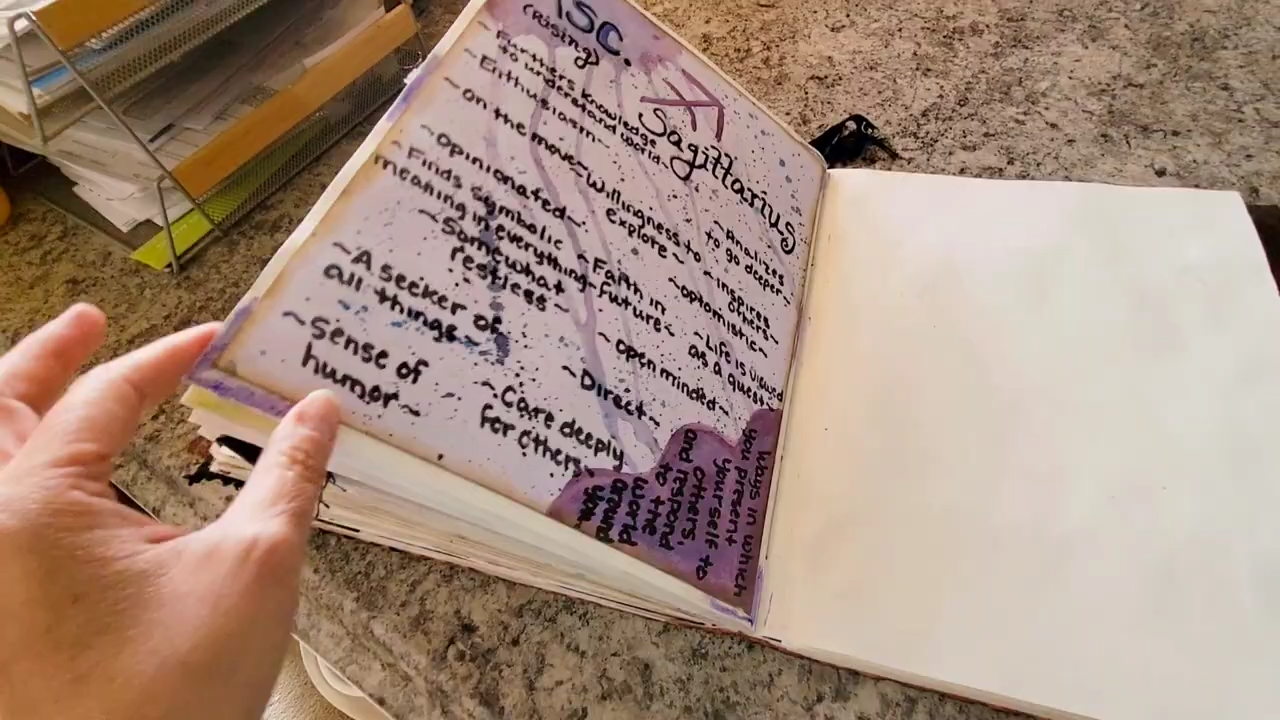 ASC.
(Rising)
Sagittarius
~Furthers knowledge
to understand world.~
~Enthusiasm~
~on the move~
~Willingness to
explore~
~Analizes
to go deeper~
~Opinionated~
~Finds symbolic
meaning in everything~
~Faith in
future~
~inspires
others~
~optomistic~
~Somewhat
restless~
~Life is viewed
as a quest~
~A seeker of
all things~
~open minded~
~Sense of
humor~
~Direct~
~Care deeply
for others~
Ways in which
you present
yourself to
others,
and respond
to the
world
around
you.